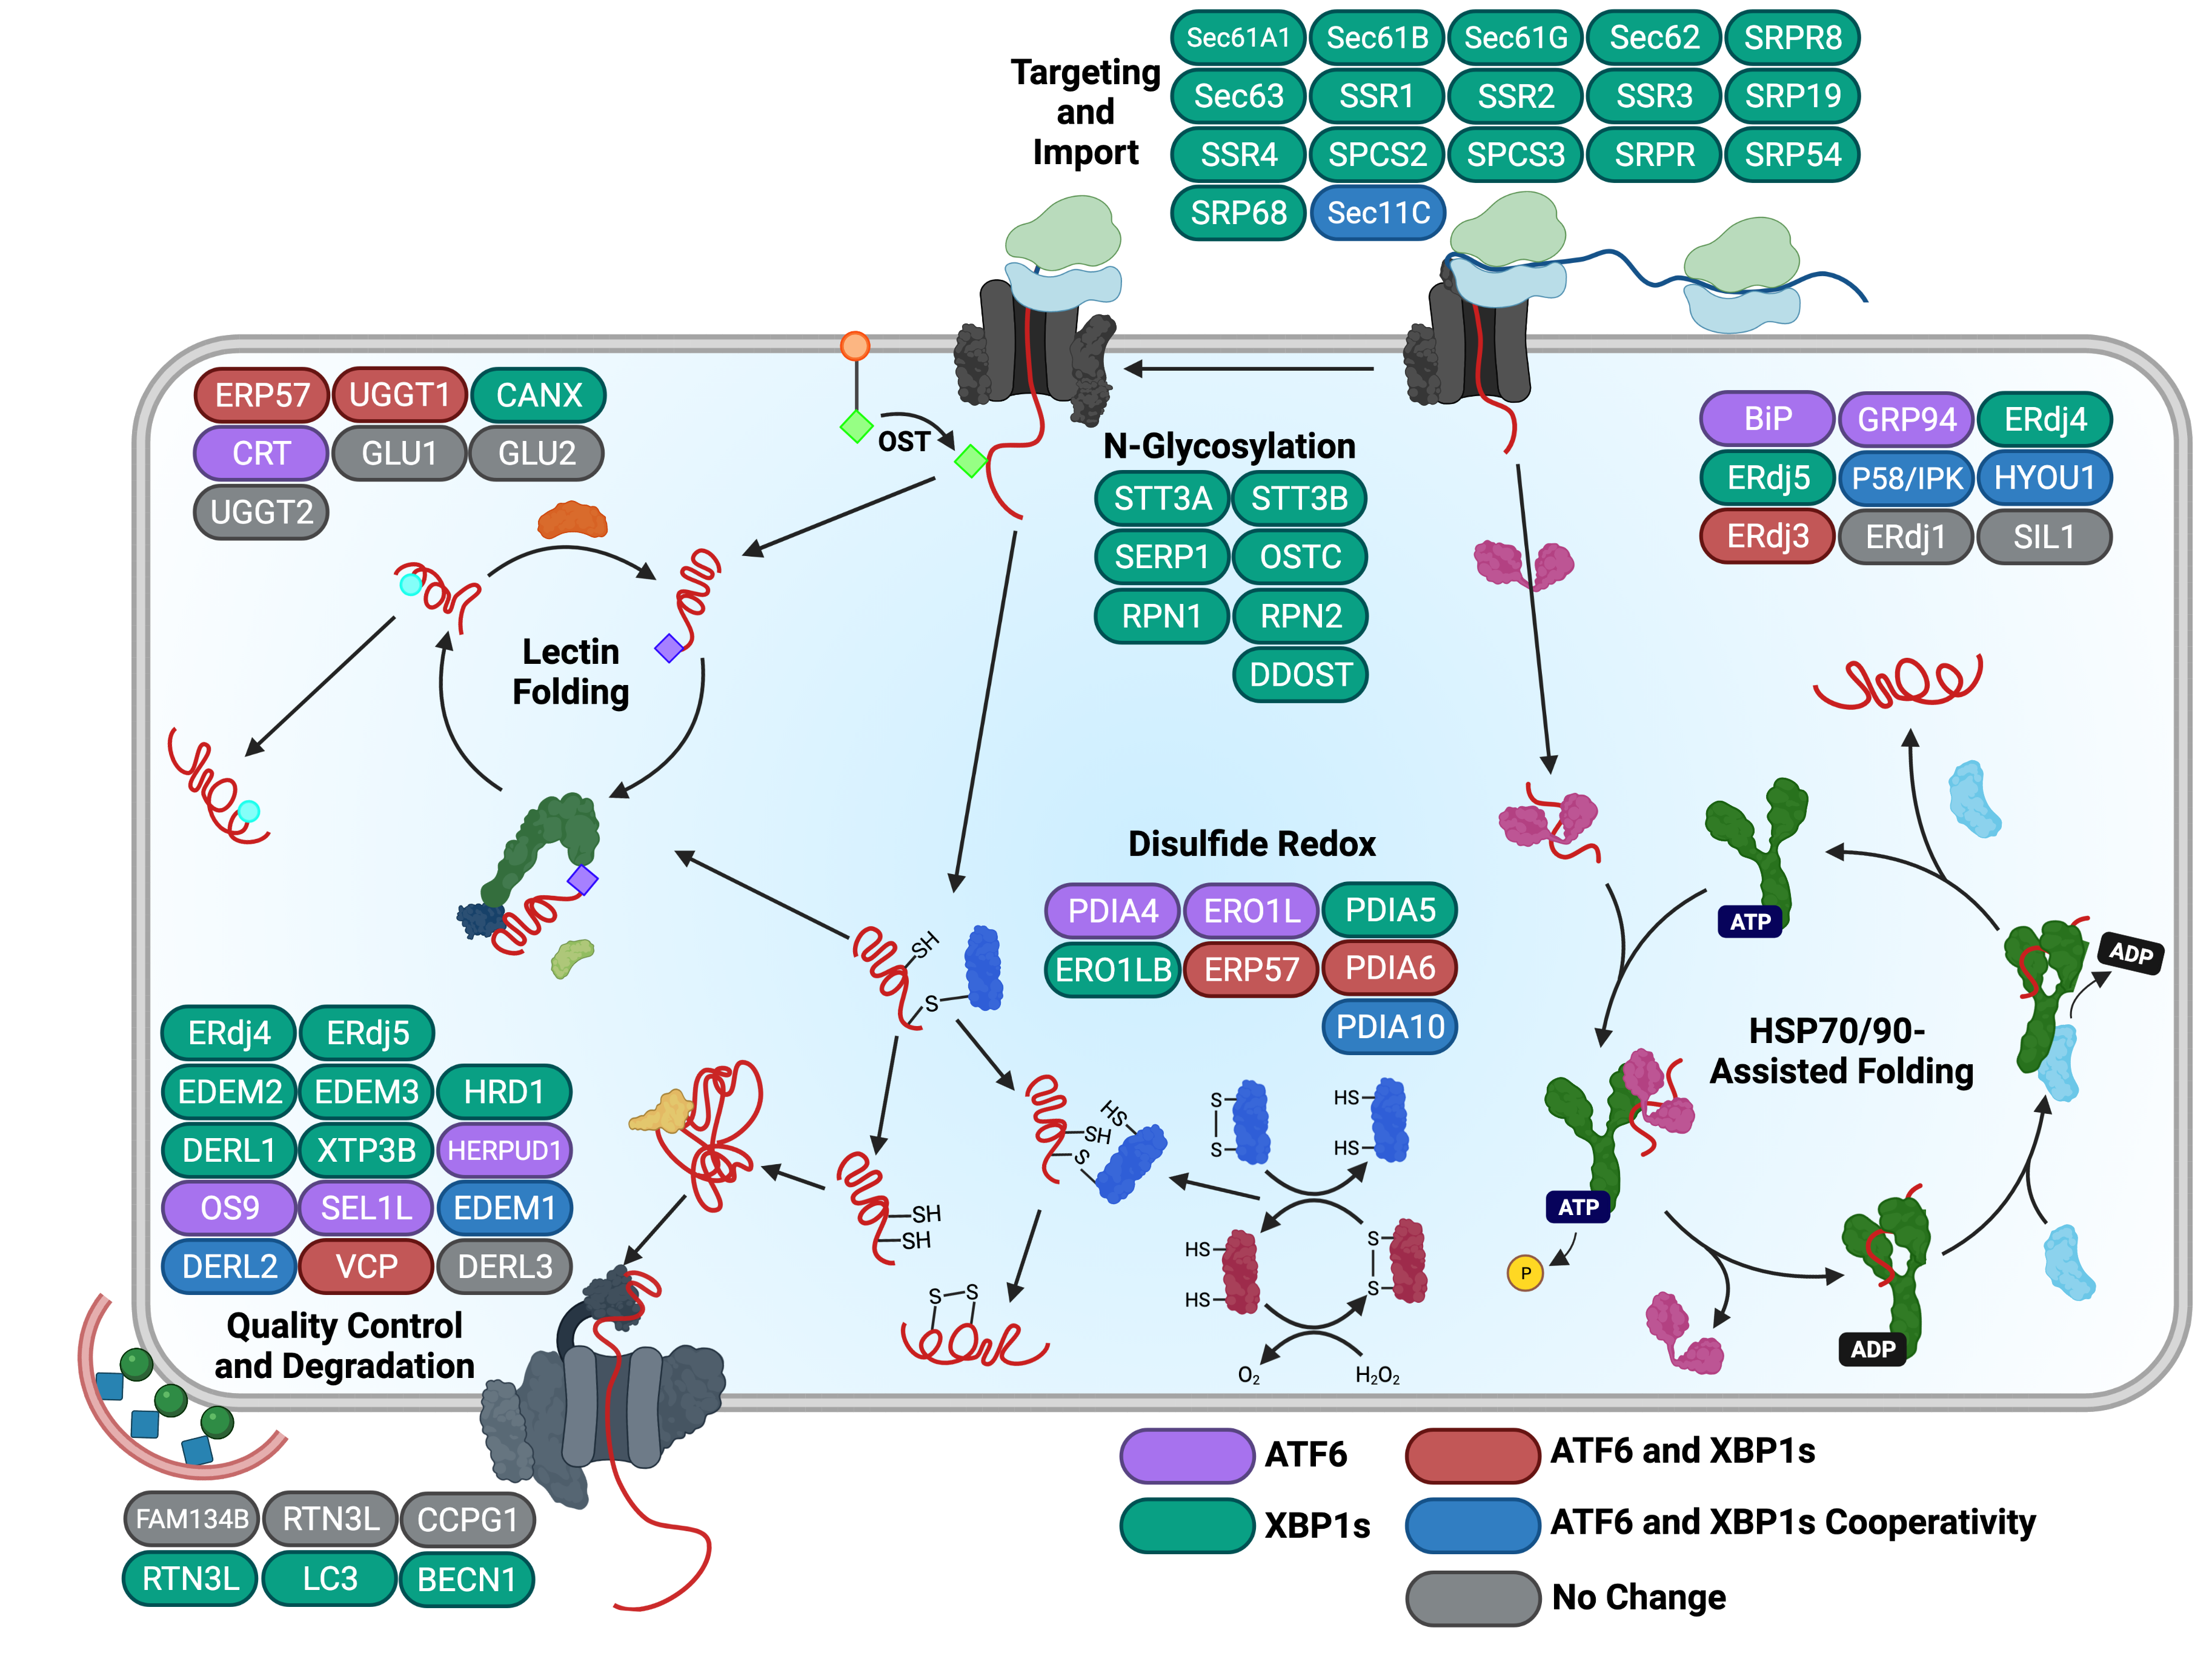 Targeting
and
Import
Sec61A1 Sec61B Sec61G Sec62 SRPR8
Sec63 SSR1 SSR2 SSR3 SRP19
SSR4 SPCS2 SPCS3 SRPR SRP54
SRP68 Sec11C
ERP57 UGGT1 CANX
CRT GLU1 GLU2
UGGT2
OST
N-Glycosylation
STT3A STT3B
SERP1 OSTC
RPN1 RPN2
DDOST
BiP GRP94 ERdj4
ERdj5 P58/IPK HYOU1
ERdj3 ERdj1 SIL1
Lectin
Folding
Disulfide Redox
PDIA4 ERO1L PDIA5
ERO1LB ERP57 PDIA6
PDIA10
SH
S
ATP
ADP
HSP70/90-
Assisted Folding
ERdj4 ERdj5
EDEM2 EDEM3 HRD1
DERL1 XTP3B HERPUD1
OS9 SEL1L EDEM1
DERL2 VCP DERL3
Quality Control
and Degradation
SH
SH
HS
SH
S
S
S
HS
HS
HS
HS
S
S
S S
O₂ H₂O₂
ATP
P
ADP
FAM134B RTN3L CCPG1
RTN3L LC3 BECN1
ATF6
XBP1s
ATF6 and XBP1s
ATF6 and XBP1s Cooperativity
No Change